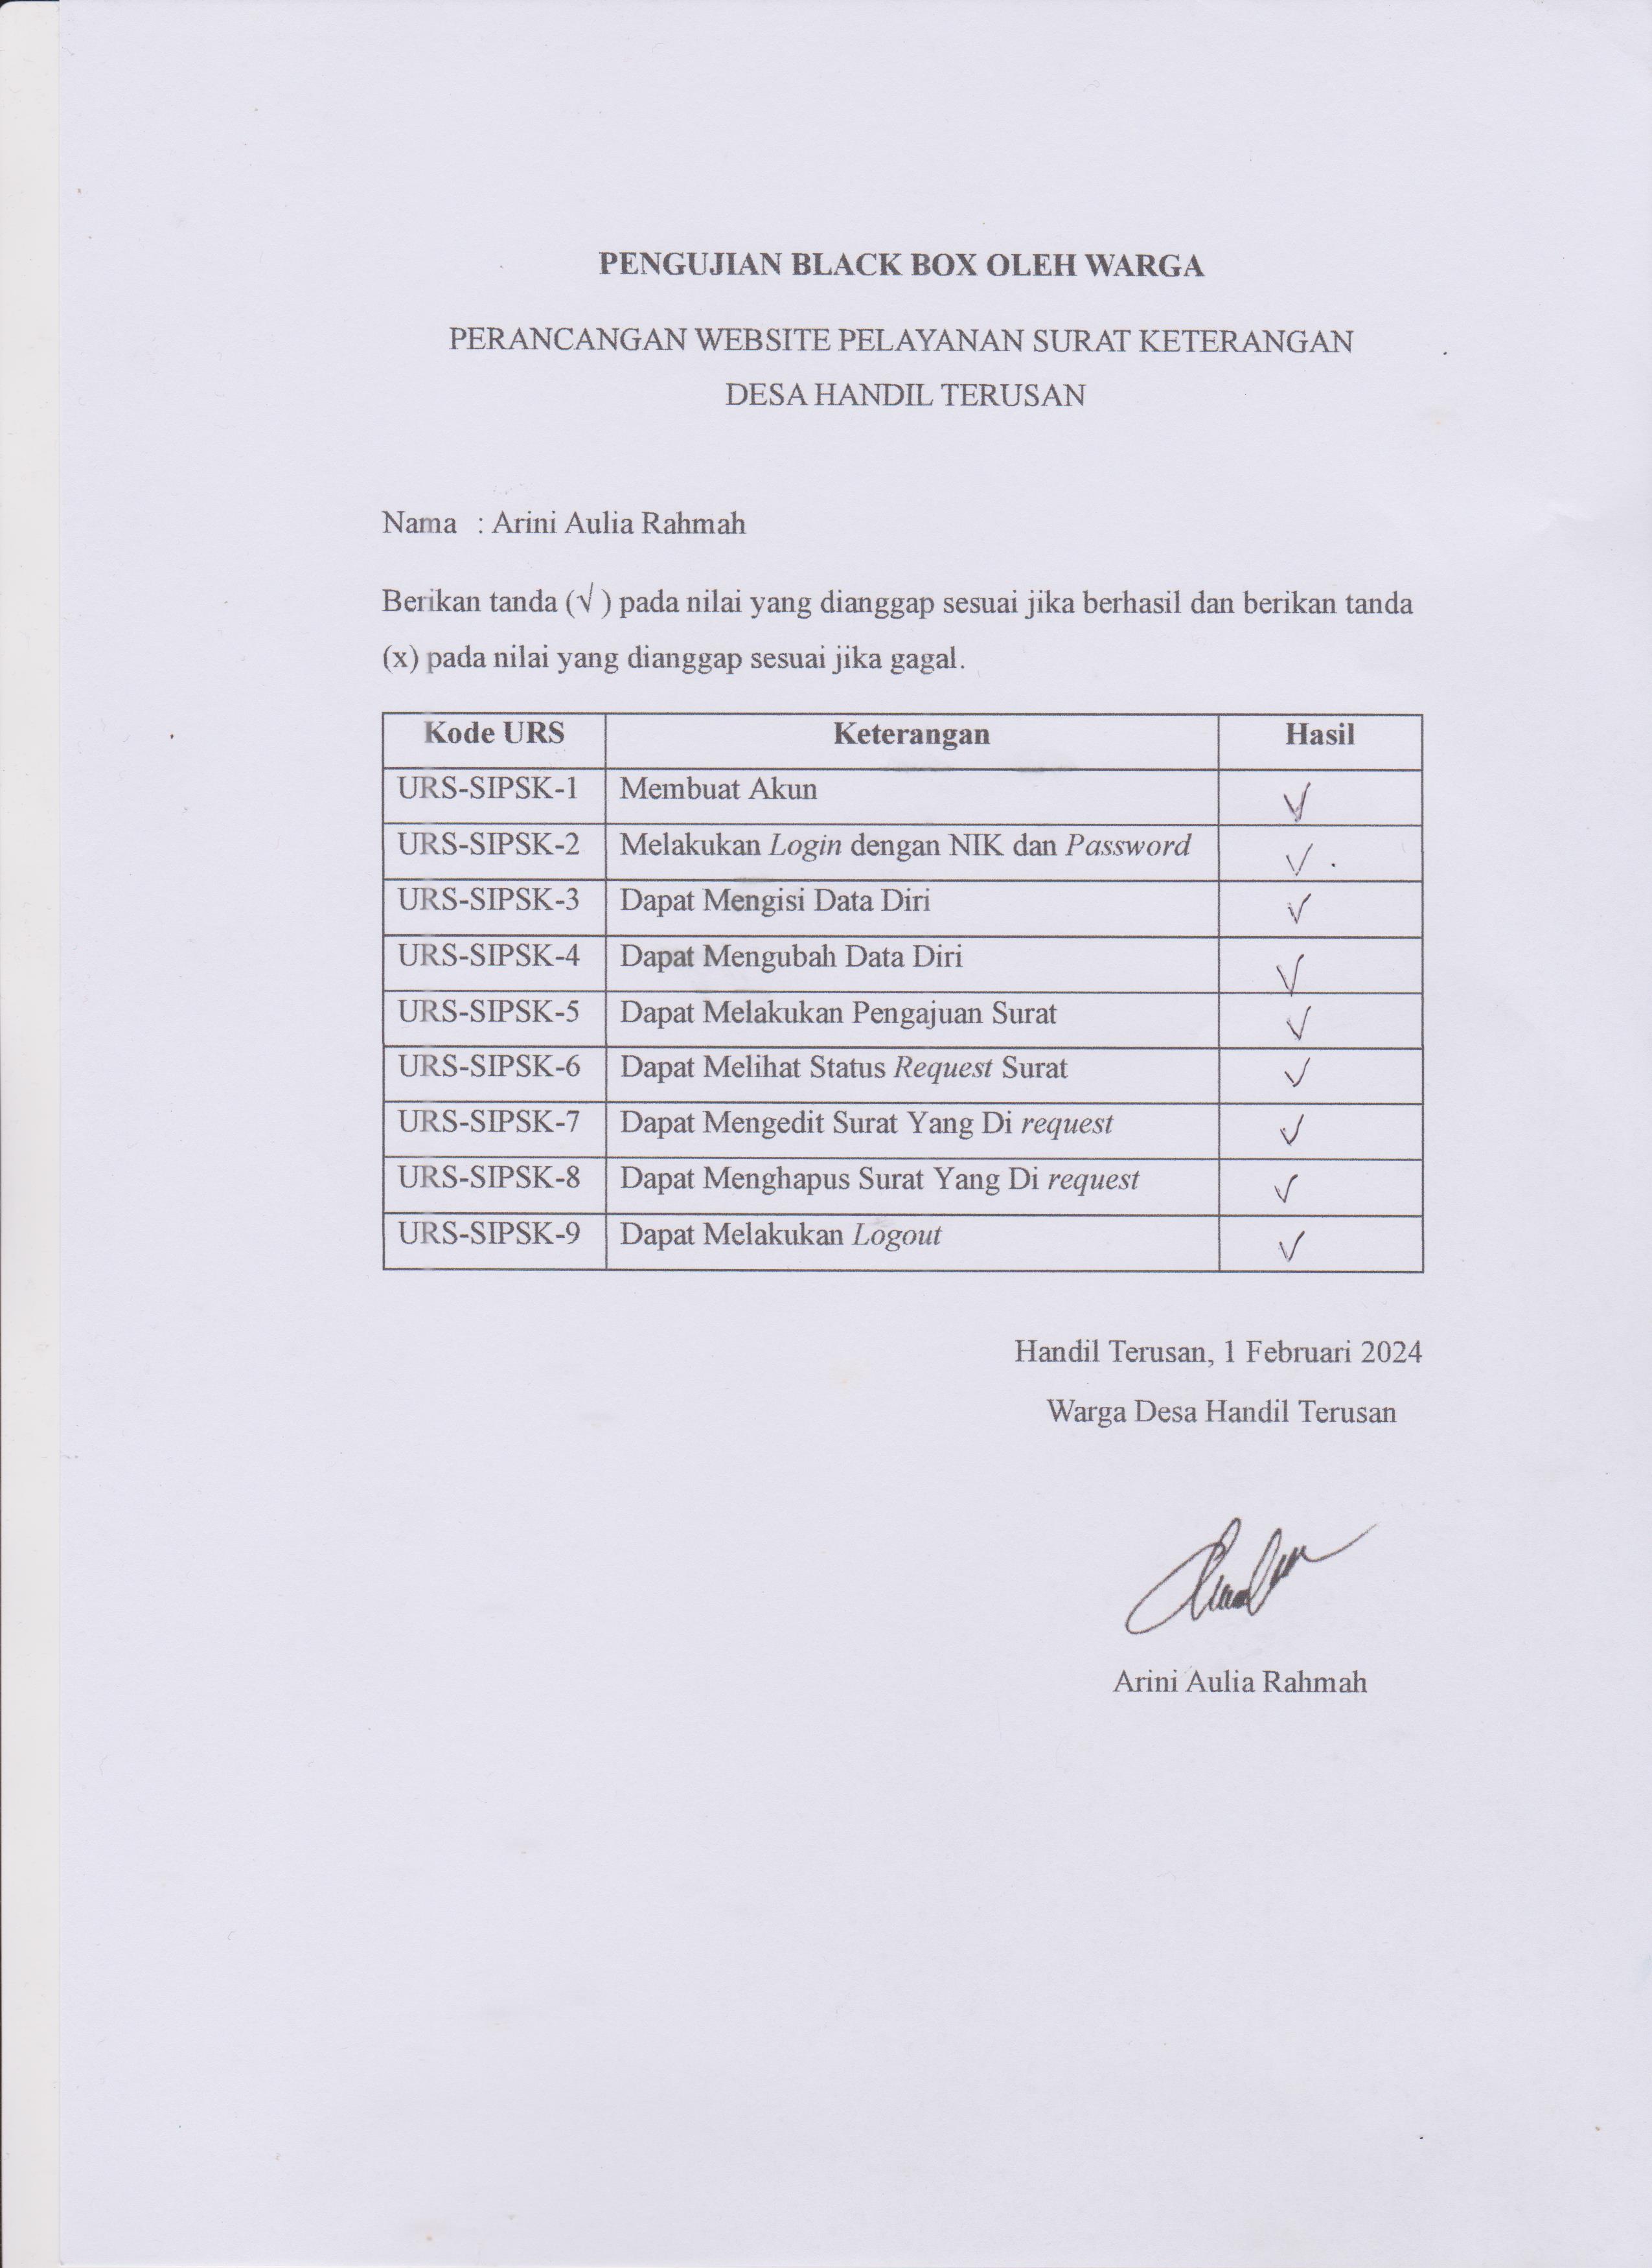 PENGUJIAN BLACK BOX OLEH WARGA
PERANCANGAN WEBSITE PELAYANAN SURAT KETERANGAN
DESA HANDIL TERUSAN
Nama : Arini Aulia Rahmah
Berikan tanda (√ ) pada nilai yang dianggap sesuai jika berhasil dan berikan tanda
(x) pada nilai yang dianggap sesuai jika gagal.
Kode URS Keterangan Hasil
URS-SIPSK-1 Membuat Akun √
URS-SIPSK-2 Melakukan Login dengan NIK dan Password √
URS-SIPSK-3 Dapat Mengisi Data Diri √
URS-SIPSK-4 Dapat Mengubah Data Diri √
URS-SIPSK-5 Dapat Melakukan Pengajuan Surat √
URS-SIPSK-6 Dapat Melihat Status Request Surat √
URS-SIPSK-7 Dapat Mengedit Surat Yang Di request √
URS-SIPSK-8 Dapat Menghapus Surat Yang Di request √
URS-SIPSK-9 Dapat Melakukan Logout √
Handil Terusan, 1 Februari 2024
Warga Desa Handil Terusan
Arini Aulia Rahmah